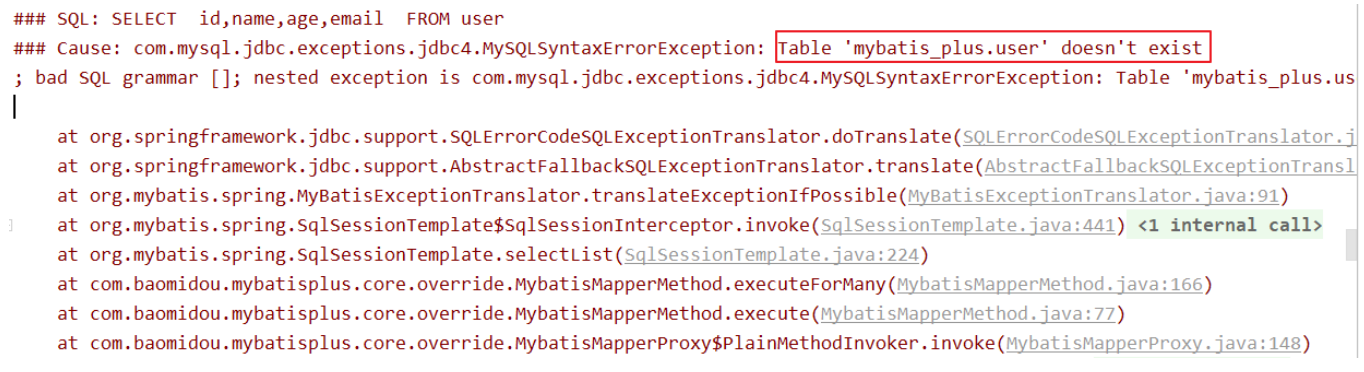 ### SQL: SELECT  id,name,age,email  FROM user
### Cause: com.mysql.jdbc.exceptions.jdbc4.MySQLSyntaxErrorException: Table 'mybatis_plus.user' doesn't exist
; bad SQL grammar []; nested exception is com.mysql.jdbc.exceptions.jdbc4.MySQLSyntaxErrorException: Table 'mybatis_plus.us
at org.springframework.jdbc.support.SQLErrorCodeSQLExceptionTranslator.doTranslate(SQLErrorCodeSQLExceptionTranslator.j
at org.springframework.jdbc.support.AbstractFallbackSQLExceptionTranslator.translate(AbstractFallbackSQLExceptionTransl
at org.mybatis.spring.MyBatisExceptionTranslator.translateExceptionIfPossible(MyBatisExceptionTranslator.java:91)
at org.mybatis.spring.SqlSessionTemplate$SqlSessionInterceptor.invoke(SqlSessionTemplate.java:441) <1 internal call>
at org.mybatis.spring.SqlSessionTemplate.selectList(SqlSessionTemplate.java:224)
at com.baomidou.mybatisplus.core.override.MybatisMapperMethod.executeForMany(MybatisMapperMethod.java:166)
at com.baomidou.mybatisplus.core.override.MybatisMapperMethod.execute(MybatisMapperMethod.java:77)
at com.baomidou.mybatisplus.core.override.MybatisMapperProxy$PlainMethodInvoker.invoke(MybatisMapperProxy.java:148)